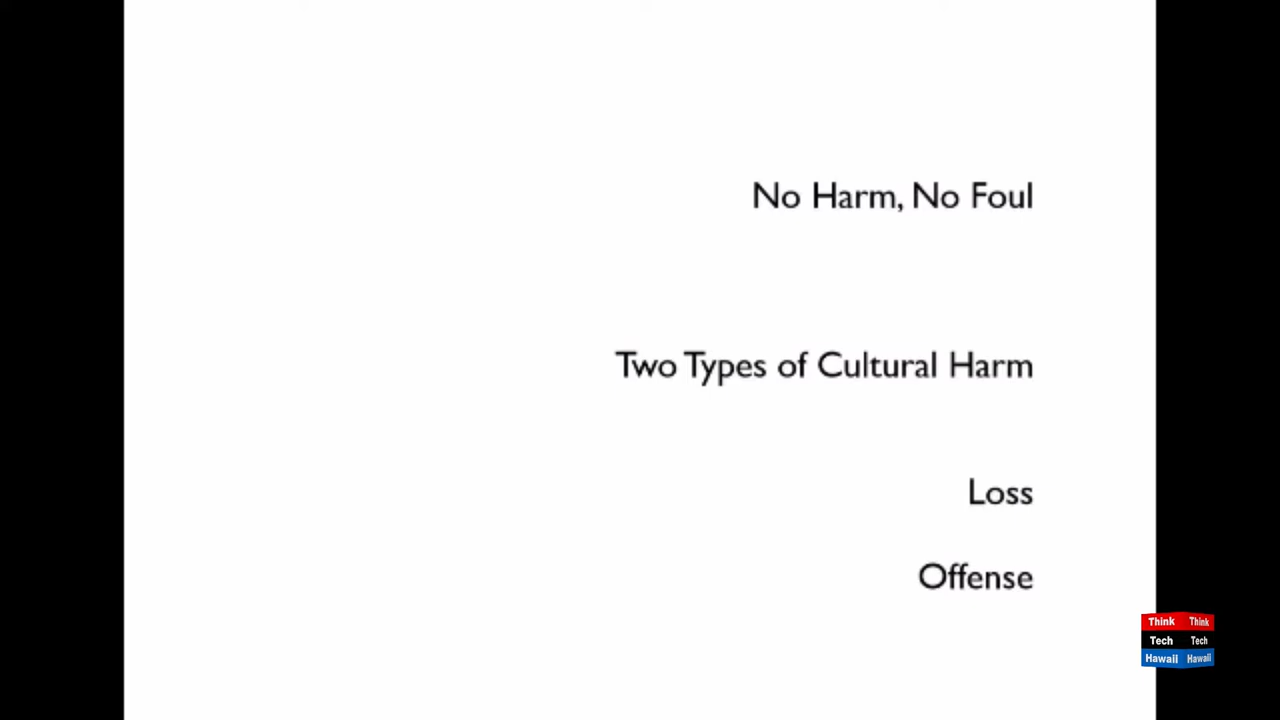 No Harm, No Foul
Two Types of Cultural Harm
Loss
Offense
Think Think
Tech Tech
Hawaii Hawaii